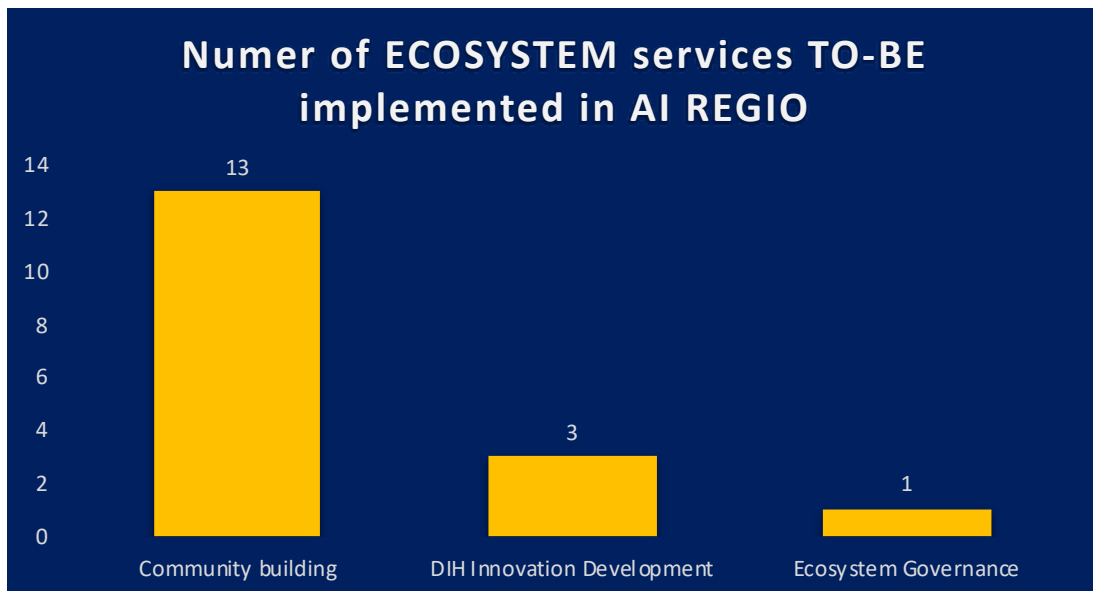 Numer of ECOSYSTEM services TO-BE
implemented in AI REGIO
14
12
10
8
6
4
2
0
13
3
1
Community building
DIH Innovation Development
Ecosystem Governance